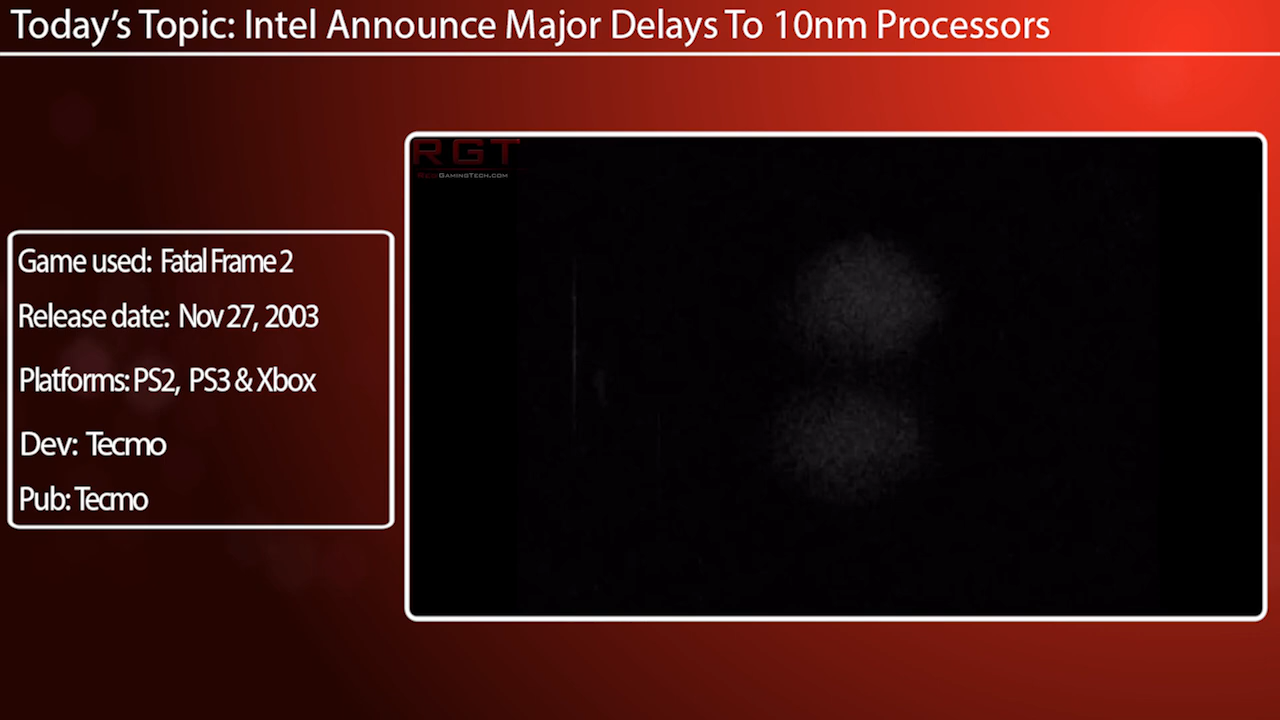 Today's Topic: Intel Announce Major Delays To 10nm Processors
RGT
RedGamingTech.com
Game used: Fatal Frame 2
Release date: Nov 27, 2003
Platforms: PS2, PS3 & Xbox
Dev: Tecmo
Pub: Tecmo